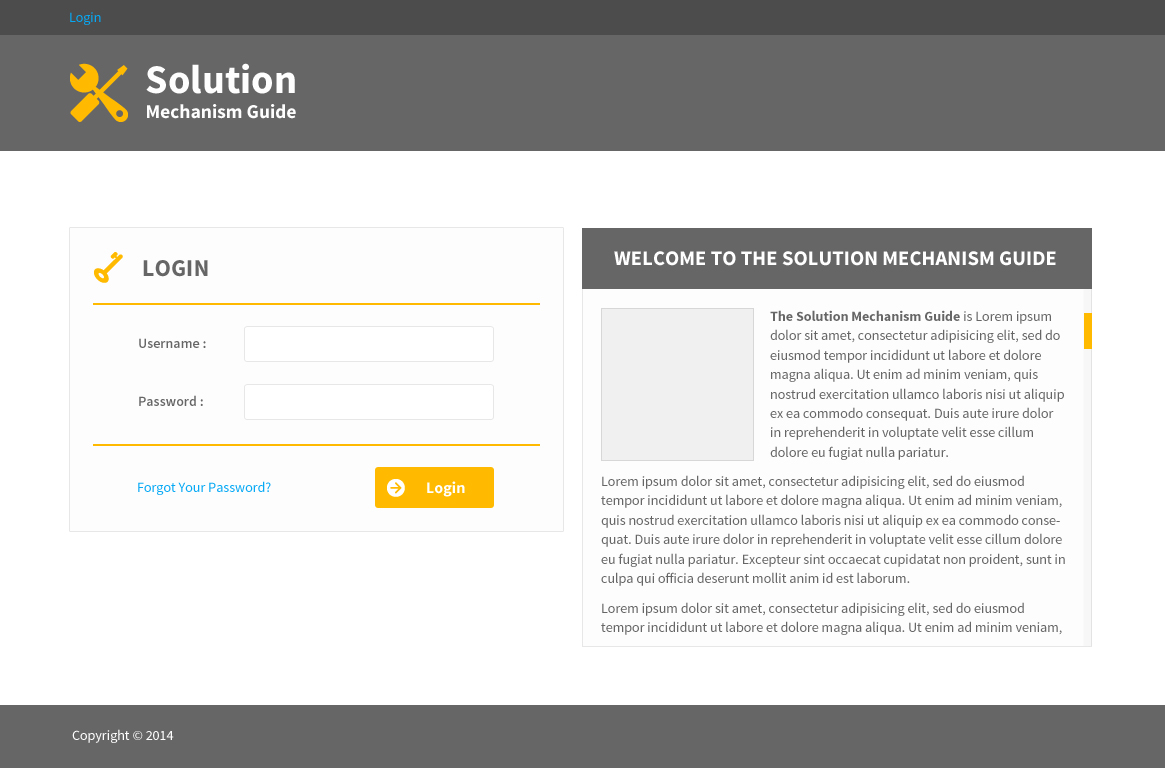 Login
Solution
Mechanism Guide
LOGIN
Username :
Password :
Forgot Your Password?
Login
WELCOME TO THE SOLUTION MECHANISM GUIDE
The Solution Mechanism Guide is Lorem ipsum
dolor sit amet, consectetur adipisicing elit, sed do
eiusmod tempor incididunt ut labore et dolore
magna aliqua. Ut enim ad minim veniam, quis
nostrud exercitation ullamco laboris nisi ut aliquip
ex ea commodo consequat. Duis aute irure dolor
in reprehenderit in voluptate velit esse cillum
dolore eu fugiat nulla pariatur.
Lorem ipsum dolor sit amet, consectetur adipisicing elit, sed do eiusmod
tempor incididunt ut labore et dolore magna aliqua. Ut enim ad minim veniam,
quis nostrud exercitation ullamco laboris nisi ut aliquip ex ea commodo conse-
quat. Duis aute irure dolor in reprehenderit in voluptate velit esse cillum dolore
eu fugiat nulla pariatur. Excepteur sint occaecat cupidatat non proident, sunt in
culpa qui officia deserunt mollit anim id est laborum.
Lorem ipsum dolor sit amet, consectetur adipisicing elit, sed do eiusmod
tempor incididunt ut labore et dolore magna aliqua. Ut enim ad minim veniam,
Copyright © 2014